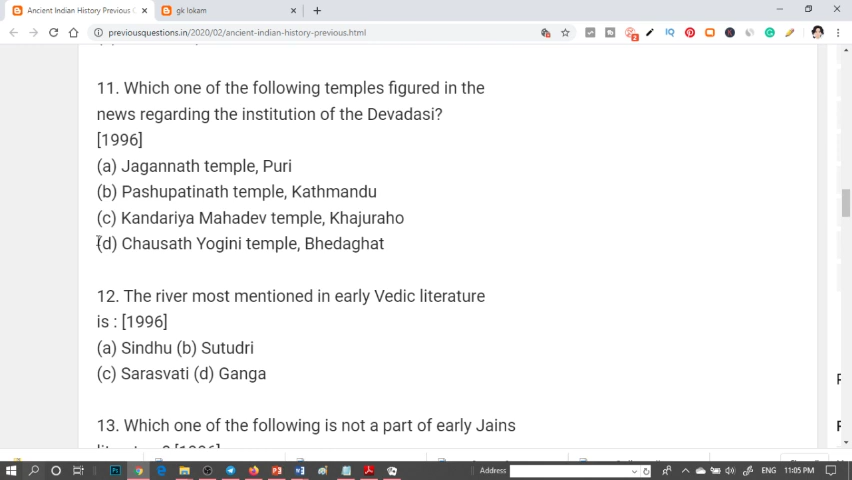 Ancient Indian History Previous C
gk lokam
previousquestions.in/2020/02/ancient-indian-history-previous.html
11. Which one of the following temples figured in the
news regarding the institution of the Devadasi?
[1996]
(a) Jagannath temple, Puri
(b) Pashupatinath temple, Kathmandu
(c) Kandariya Mahadev temple, Khajuraho
(d) Chausath Yogini temple, Bhedaghat
12. The river most mentioned in early Vedic literature
is : [1996]
(a) Sindhu (b) Sutudri
(c) Sarasvati (d) Ganga
13. Which one of the following is not a part of early Jains
Address
ENG
11:05 PM